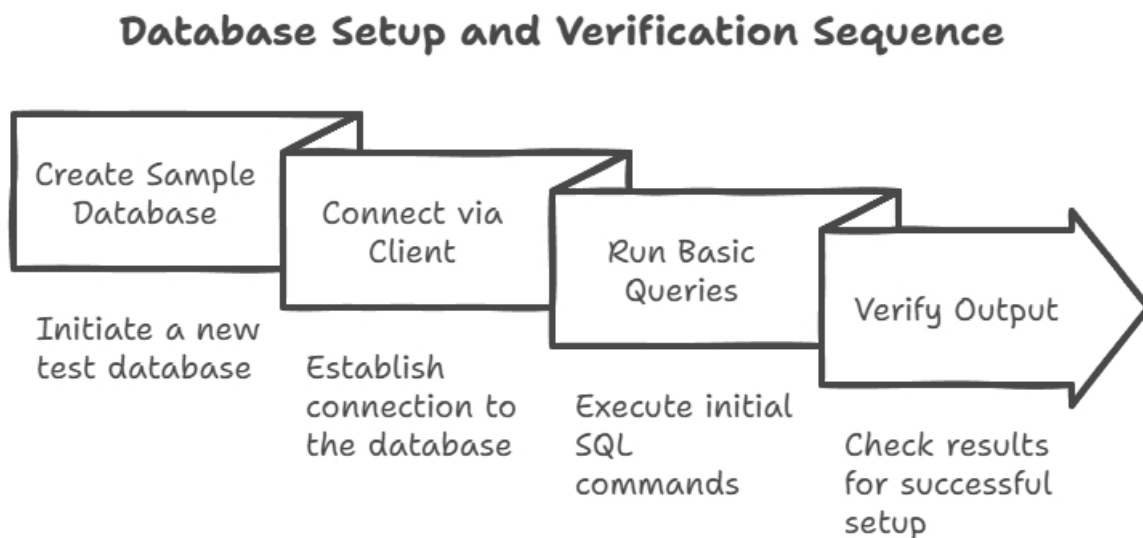 Database Setup and Verification Sequence
Create Sample
Database
Initiate a new
test database
Connect via
Client
Establish
connection to
the database
Run Basic
Queries
Execute initial
SQL
commands
Verify Output
Check results
for successful
setup